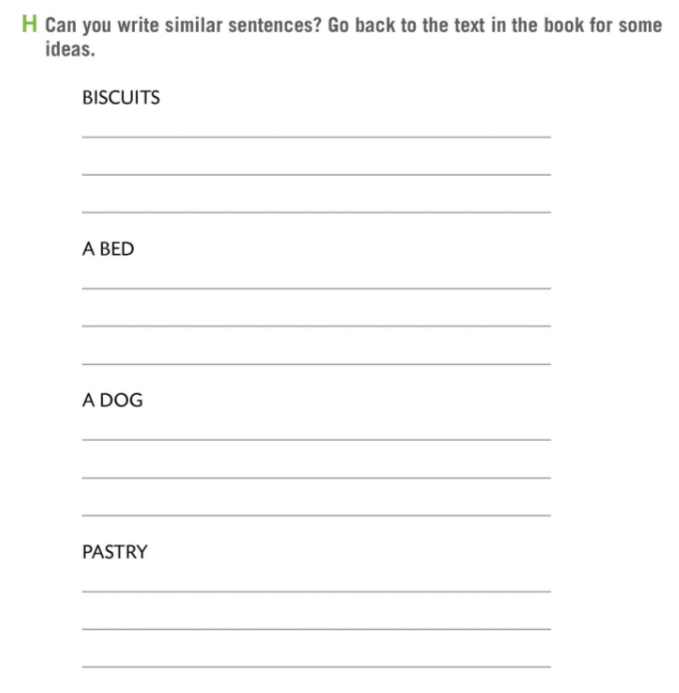 H Can you write similar sentences? Go back to the text in the book for some
ideas.
BISCUITS
A BED
A DOG
PASTRY